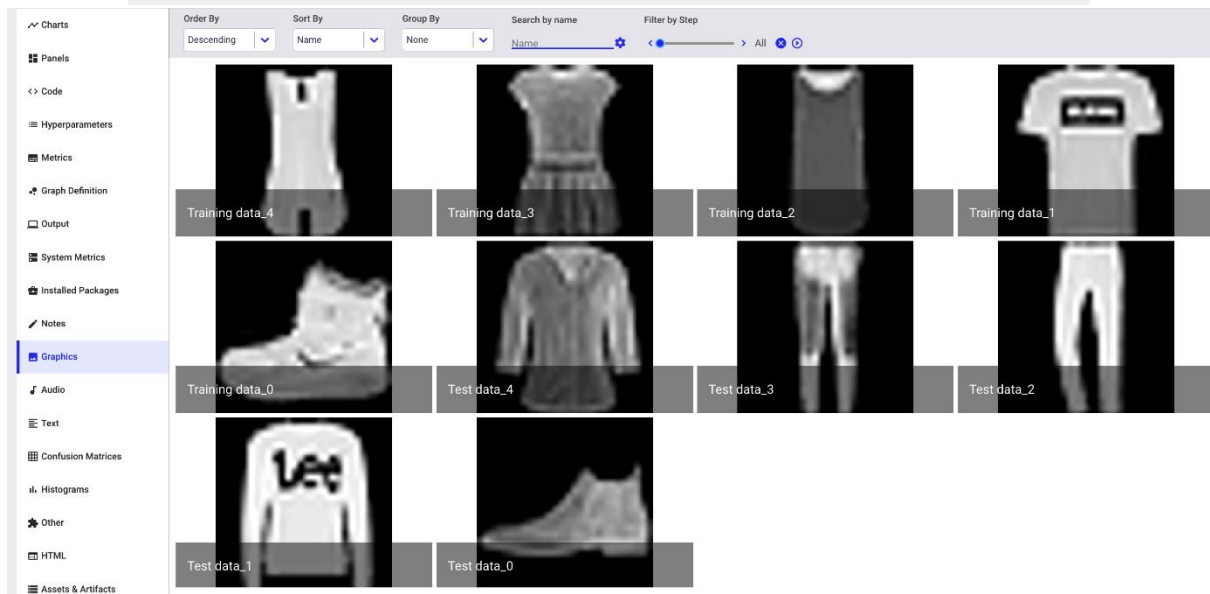 Charts
Panels
<> Code
Hyperparameters
Metrics
Graph Definition
Output
System Metrics
Installed Packages
Notes
Graphics
Audio
Text
Confusion Matrices
Histograms
Other
HTML
Assets & Artifacts
Order By Sort By Group By Search by name Filter by Step
Descending Name None Name < > All
Training data_4 Training data_3 Training data_2 Training data_1
Training data_0 Test data_4 Test data_3 Test data_2
Lee
Test data_1 Test data_0